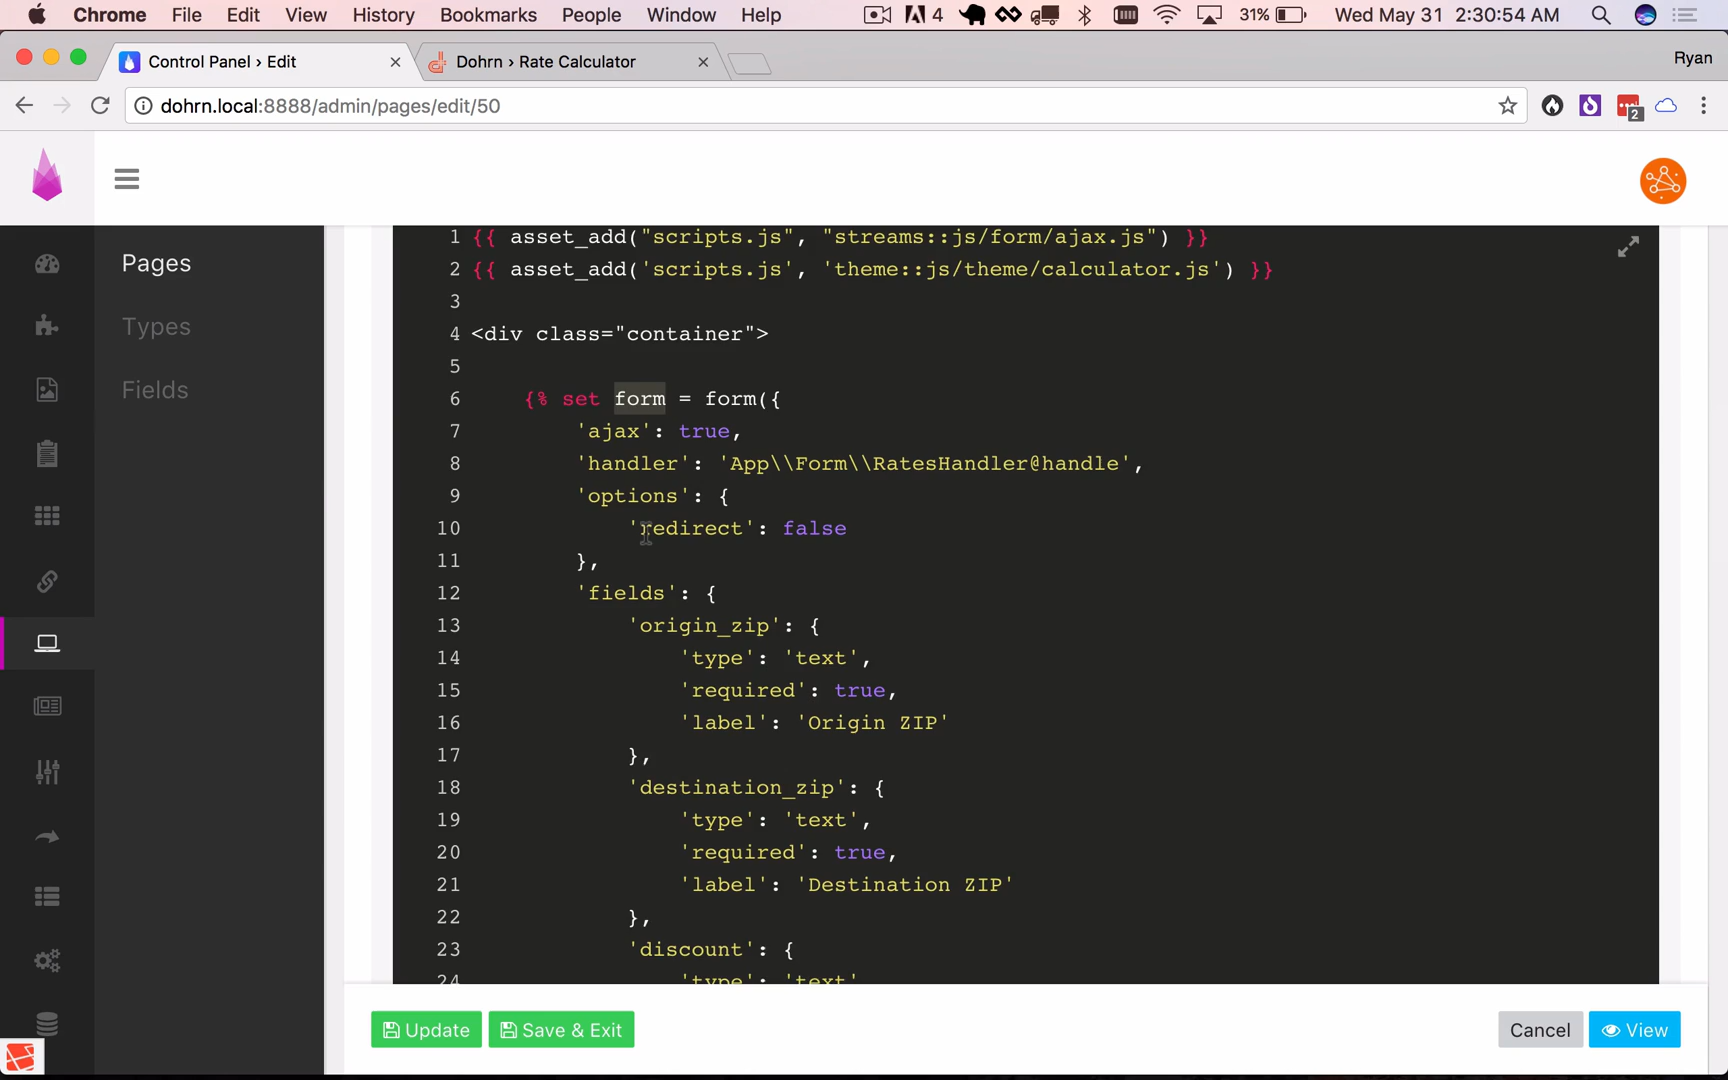 Chrome File Edit View History Bookmarks People Window Help 4 31% Wed May 31 2:30:54 AM
Control Panel › Edit
Dohrn › Rate Calculator
Ryan
dohrn.local:8888/admin/pages/edit/50
2
Pages
Types
Fields
1 {{ asset_add("scripts.js", "streams::js/form/ajax.js") }}
2 {{ asset_add('scripts.js', 'theme::js/theme/calculator.js') }}
3
4 <div class="container">
5
6 {% set form = form({
7 'ajax': true,
8 'handler': 'App\\Form\\RatesHandler@handle',
9 'options': {
10 'redirect': false
11 },
12 'fields': {
13 'origin_zip': {
14 'type': 'text',
15 'required': true,
16 'label': 'Origin ZIP'
17 },
18 'destination_zip': {
19 'type': 'text',
20 'required': true,
21 'label': 'Destination ZIP'
22 },
23 'discount': {
24 'type': 'text'
Update
Save & Exit
Cancel
View